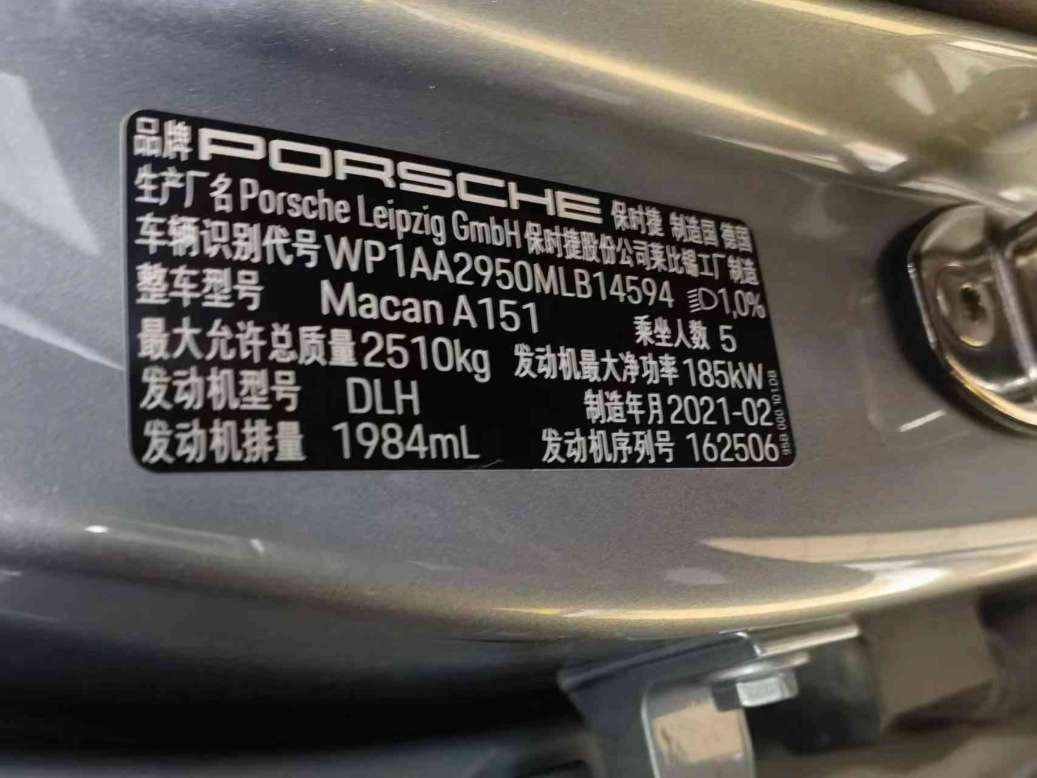 品牌 PORSCHE 保时捷 制造国 德国
生产厂名 Porsche Leipzig GmbH 保时捷股份公司莱比锡工厂制造
车辆识别代号 WP1AA2950MLB14594 1,0%
整车型号 Macan A151 乘坐人数 5
最大允许总质量 2510kg 发动机最大净功率 185kW
发动机型号 DLH 制造年月 2021-02
发动机排量 1984mL 发动机序列号 162506
95B 000 101 DB